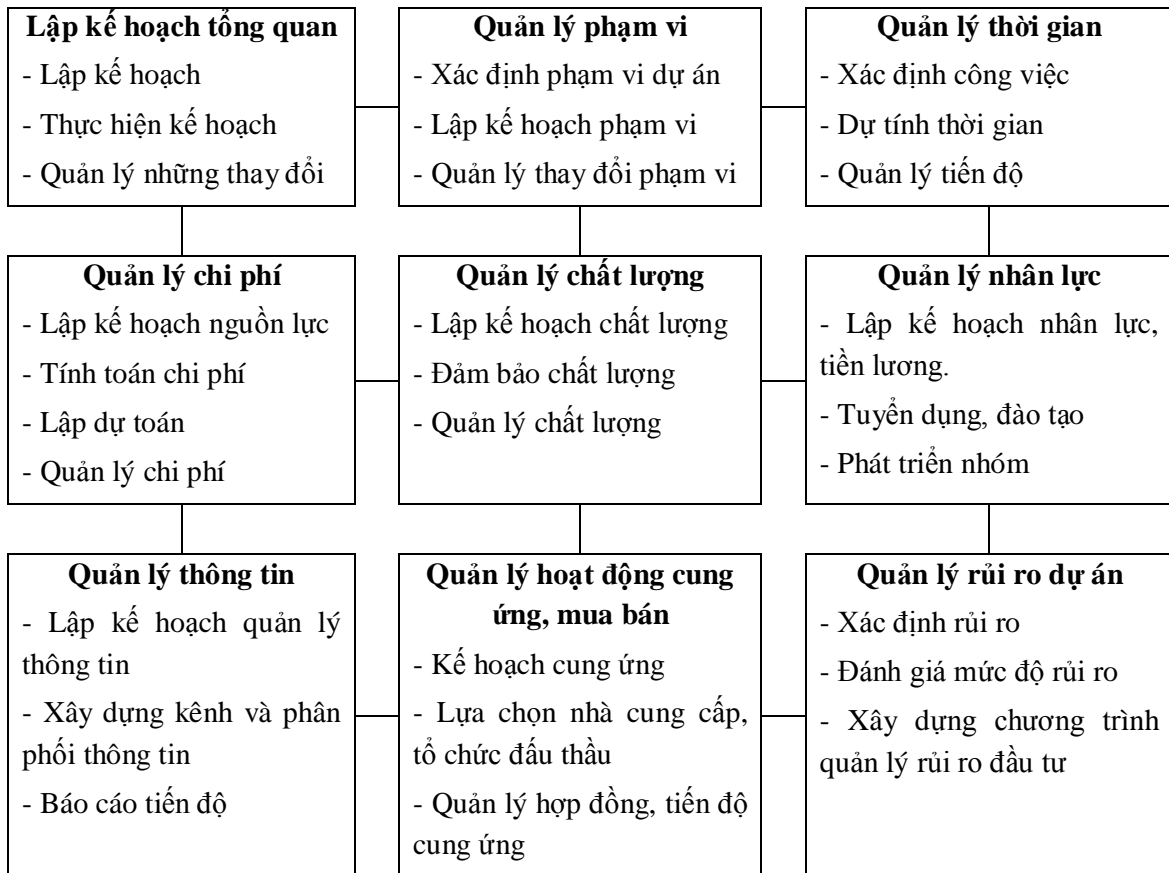 Lập kế hoạch tổng quan
- Lập kế hoạch
- Thực hiện kế hoạch
- Quản lý những thay đổi
Quản lý phạm vi
- Xác định phạm vi dự án
- Lập kế hoạch phạm vi
- Quản lý thay đổi phạm vi
Quản lý thời gian
- Xác định công việc
- Dự tính thời gian
- Quản lý tiến độ
Quản lý chi phí
- Lập kế hoạch nguồn lực
- Tính toán chi phí
- Lập dự toán
- Quản lý chi phí
Quản lý chất lượng
- Lập kế hoạch chất lượng
- Đảm bảo chất lượng
- Quản lý chất lượng
Quản lý nhân lực
- Lập kế hoạch nhân lực,
tiền lương.
- Tuyển dụng, đào tạo
- Phát triển nhóm
Quản lý thông tin
- Lập kế hoạch quản lý
thông tin
- Xây dựng kênh và phân
phối thông tin
- Báo cáo tiến độ
Quản lý hoạt động cung
ứng, mua bán
- Kế hoạch cung ứng
- Lựa chọn nhà cung cấp,
tổ chức đấu thầu
- Quản lý hợp đồng, tiến độ
cung ứng
Quản lý rủi ro dự án
- Xác định rủi ro
- Đánh giá mức độ rủi ro
- Xây dựng chương trình
quản lý rủi ro đầu tư